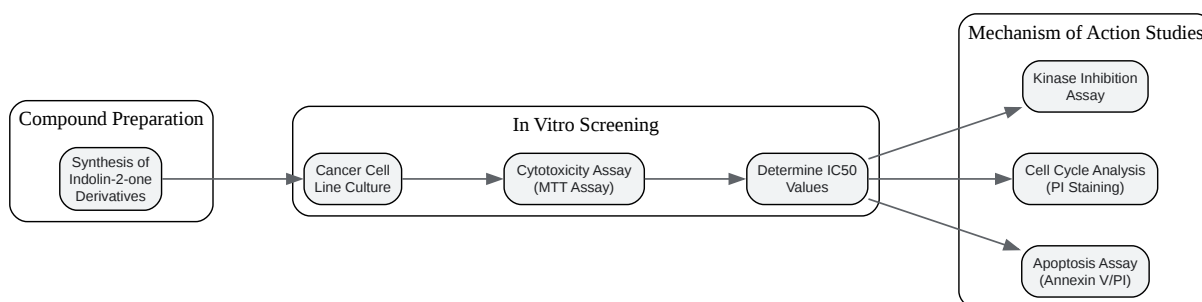 Compound Preparation
Synthesis of
Indolin-2-one
Derivatives
In Vitro Screening
Cancer Cell
Line Culture
Cytotoxicity Assay
(MTT Assay)
Determine IC50
Values
Mechanism of Action Studies
Kinase Inhibition
Assay
Cell Cycle Analysis
(PI Staining)
Apoptosis Assay
(Annexin V/PI)